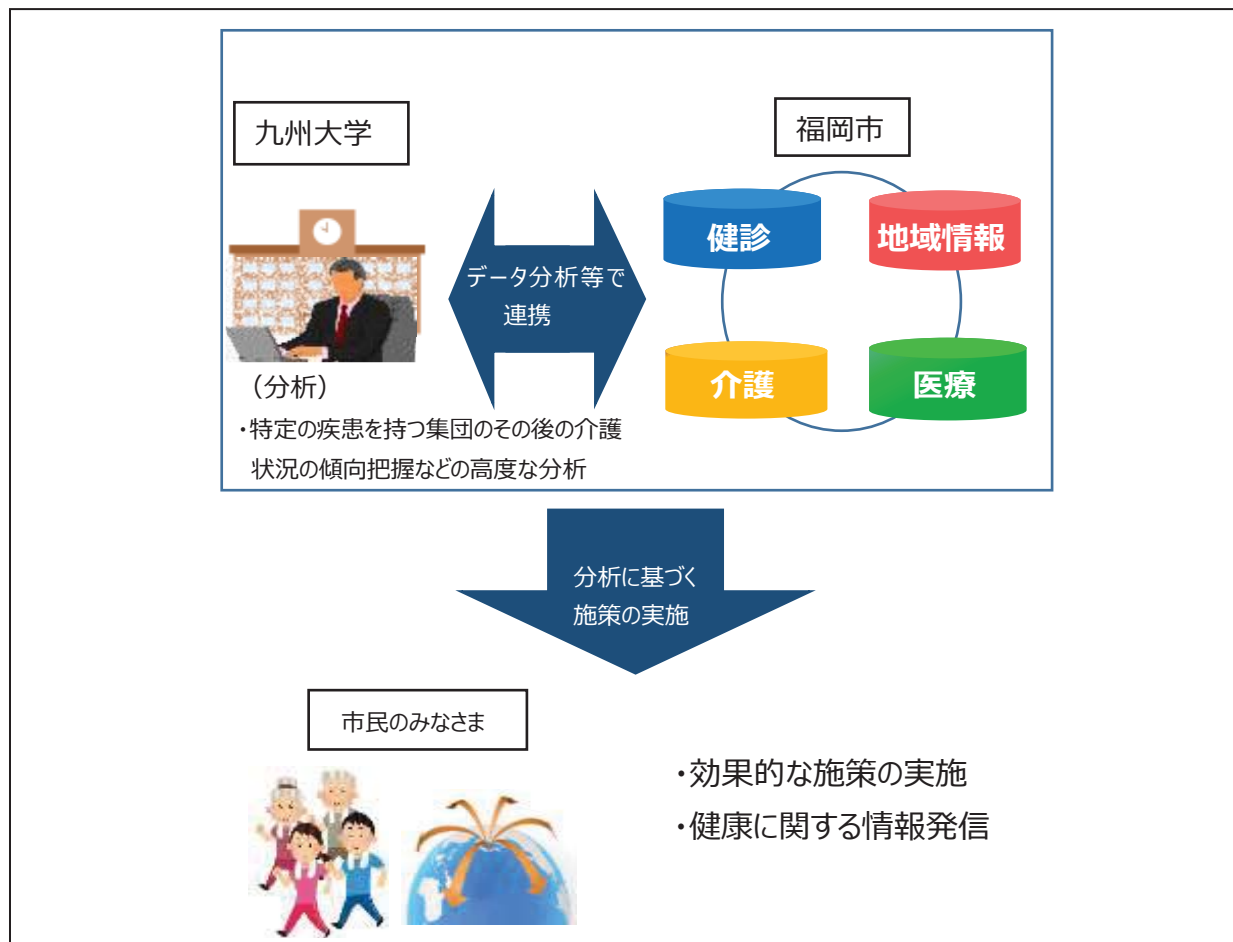 九州大学
福岡市
健診
地域情報
データ分析等で
連携
介護
医療
（分析）
・特定の疾患を持つ集団のその後の介護
状況の傾向把握などの高度な分析
分析に基づく
施策の実施
市民のみなさま
・効果的な施策の実施
・健康に関する情報発信